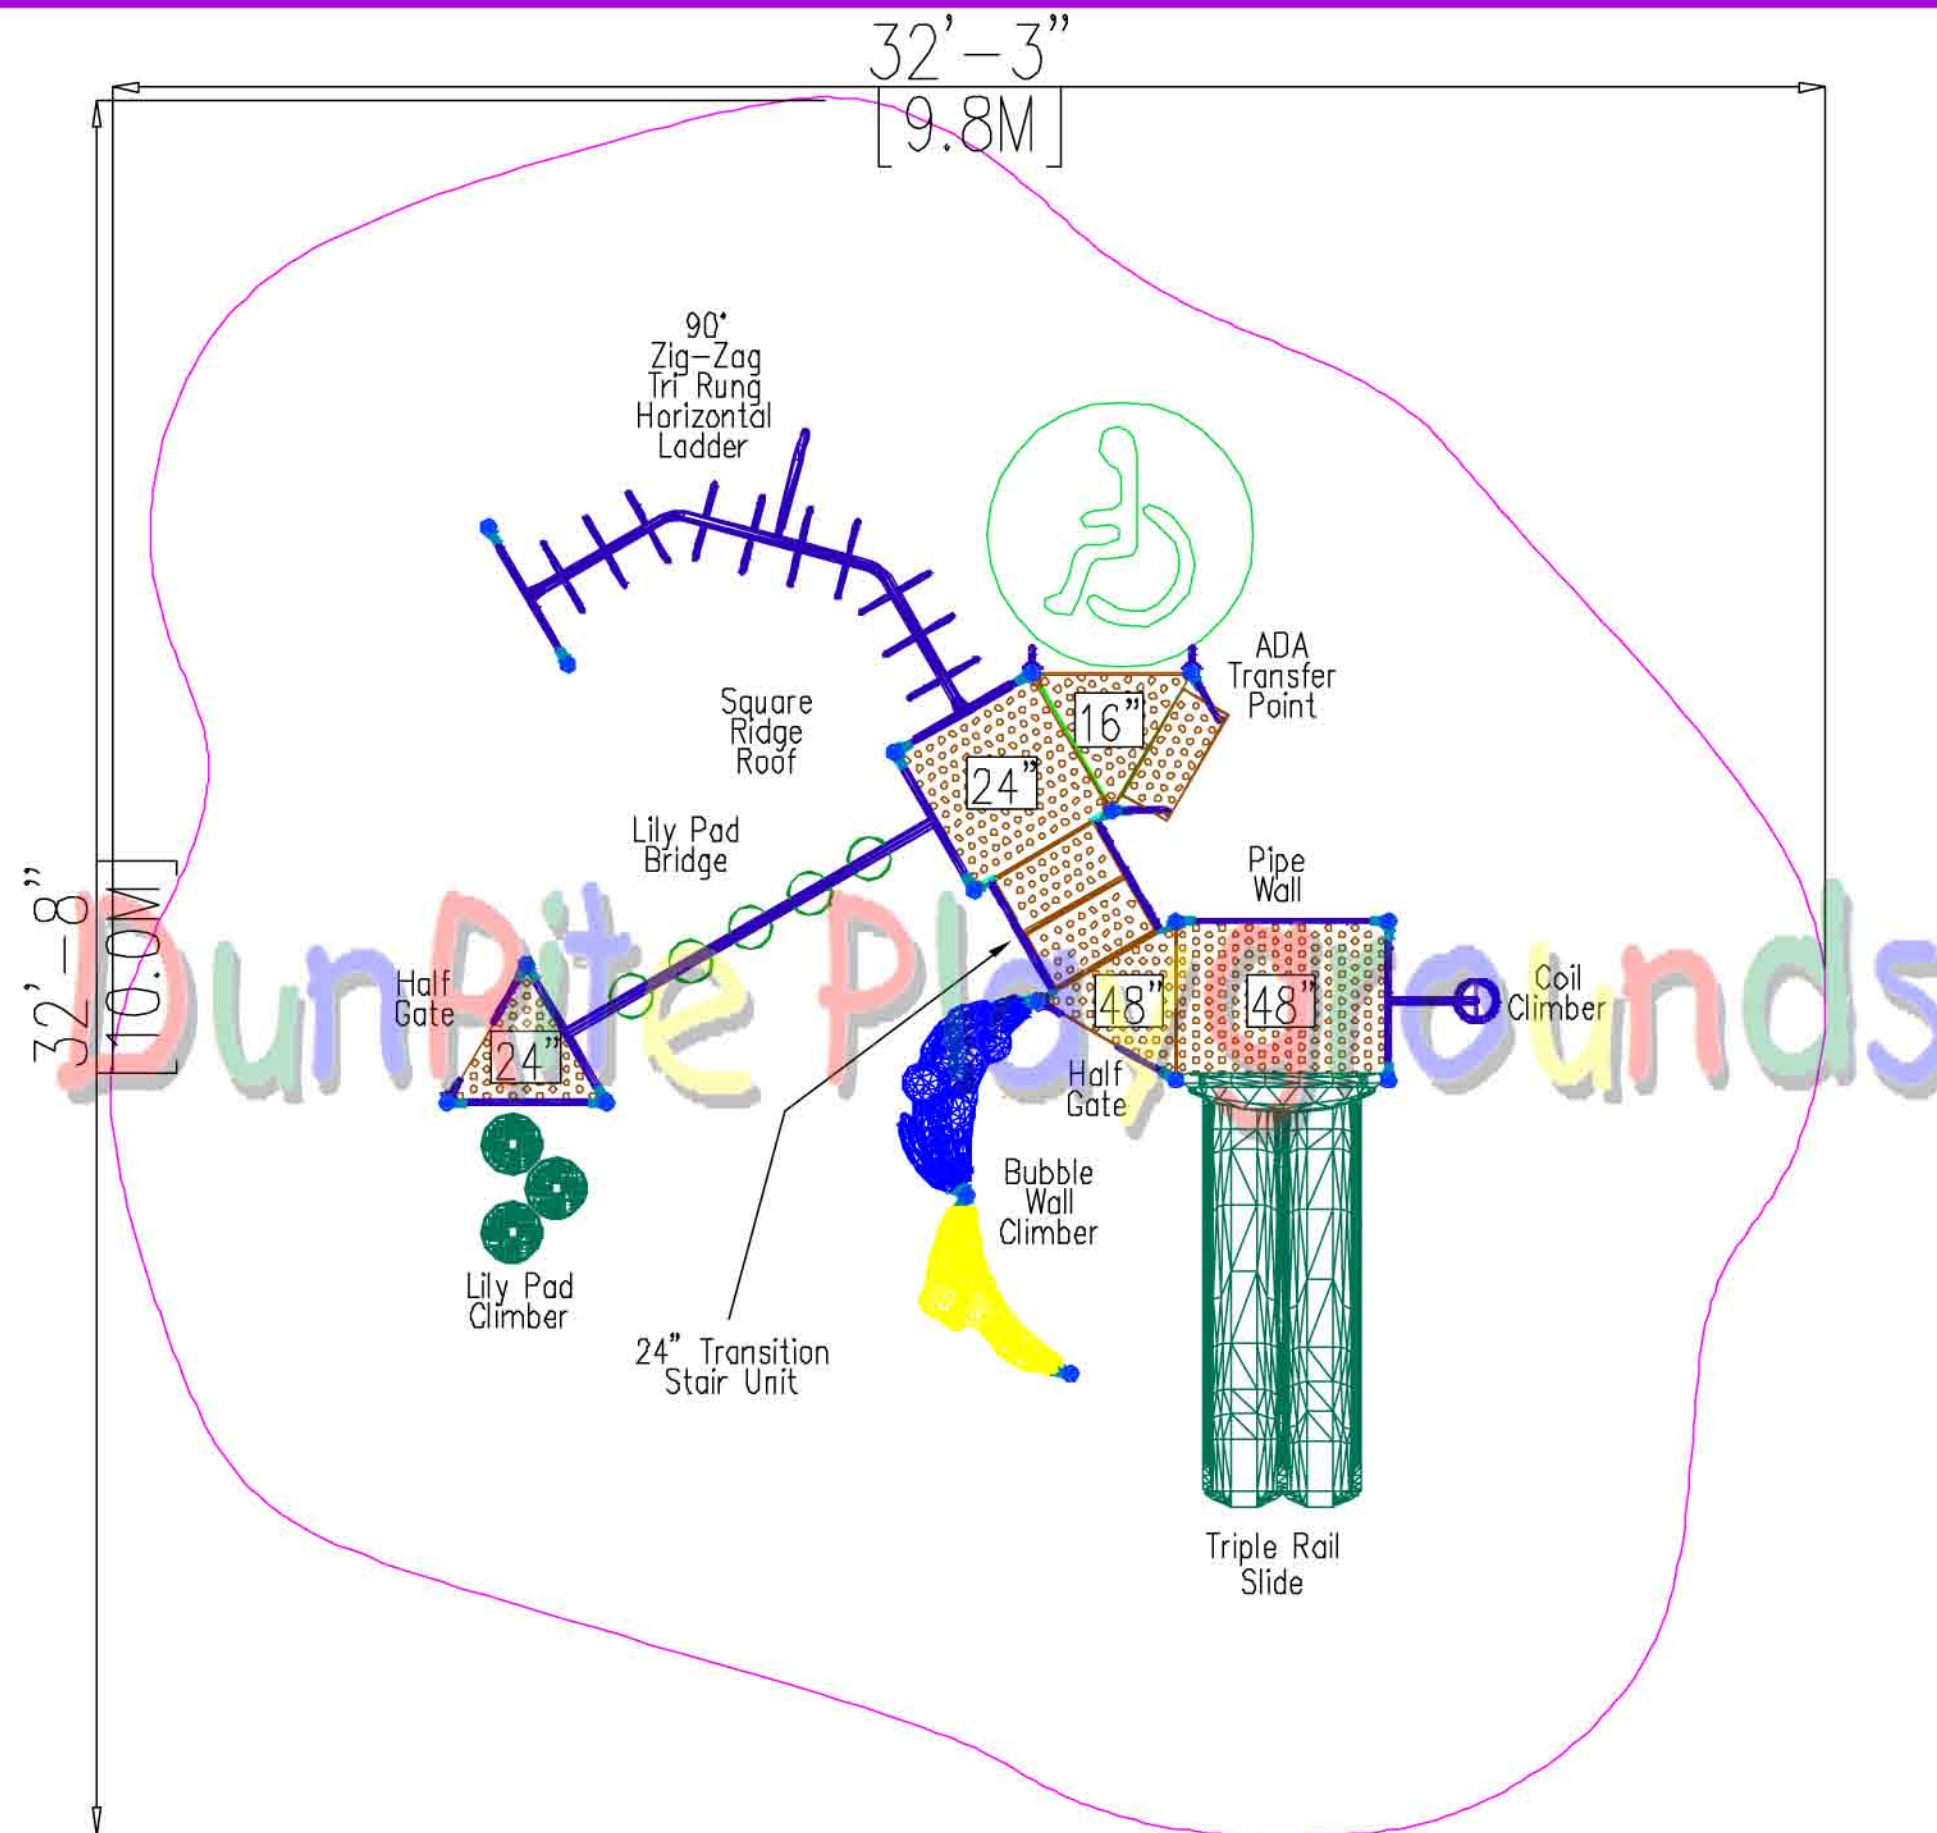 32'-3"
[9.8M]
90°
Zig-Zag
Tri Rung
Horizontal
Ladder
ADA
Transfer
Point
Square
Ridge
Roof
16"
24"
Lily Pad
Bridge
Pipe
Wall
32'-8"
[10.0M]
DunRite Playgrounds
Half
Gate
24"
48"
48"
Coil
Climber
Half
Gate
Bubble
Wall
Climber
Lily Pad
Climber
24" Transition
Stair Unit
Triple Rail
Slide